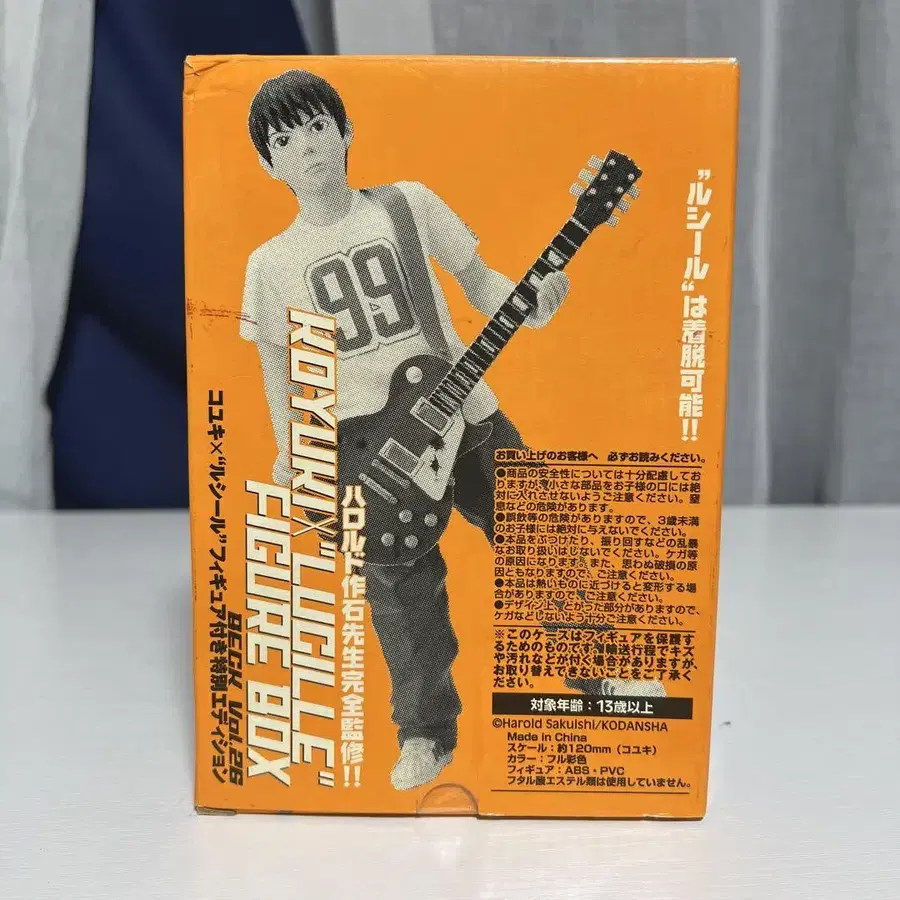 "ルシール"は着脱可能!!
99
KOYUKI×"LUCILLE"
FIGURE BOX
ハロルド作石先生完全監修!!
コユキ×"ルシール"フィギュア付き特別エディション
BECK Vol.26
お買い上げのお客様へ　必ずお読みください。
●商品の安全性については十分配慮してお
りますが、小さな部品をお子様の口には絶
対に入れさせないようご注意ください。窒
息などの危険があります。
●誤飲等の危険がありますので、3歳未満
のお子様には絶対に与えないでください。
●本品をぶつけたり、振り回すなどの乱暴
なお取り扱いはしないでください。ケガ等
の原因になります。また、思わぬ破損の原
因ともなりますので、ご注意ください。
●本品は熱いものに近づけると変形する場
合がありますので、ご注意ください。
●デザイン上、とがった部分がありますので、
ケガなどしないよう十分ご注意ください。
※このケースはフィギュアを保護す
るためのものです。輸送行程でキズ
や汚れなどが付く場合がありますが、
お取り替えできないことをご了承く
ださい。
対象年齢：13歳以上
©Harold Sakuishi/KODANSHA
Made in China
スケール：約120mm（コユキ）
カラー：フル彩色
フィギュア：ABS・PVC
フタル酸エステル類は使用していません。